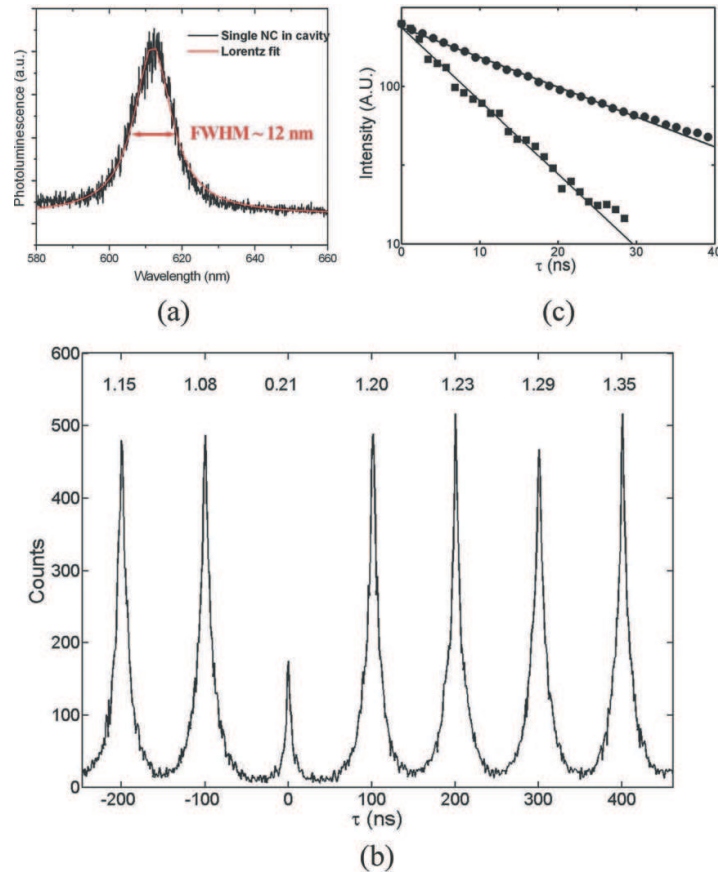 Photoluminescence (a.u.)
Single NC in cavity
Lorentz fit
FWHM ~ 12 nm
580 600 620 640 660
Wavelength (nm)
(a)
Intensity (A.U.)
100
10
0 10 20 30 40
τ (ns)
(c)
600
500
400
300
200
100
0
Counts
1.15 1.08 0.21 1.20 1.23 1.29 1.35
-200 -100 0 100 200 300 400
τ (ns)
(b)